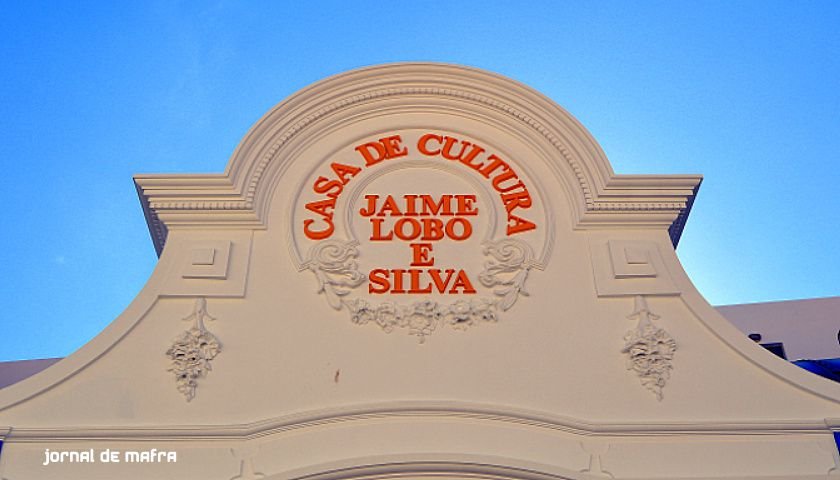 CASA DE CULTURA
JAIME
LOBO
E
SILVA
jornal de mafra